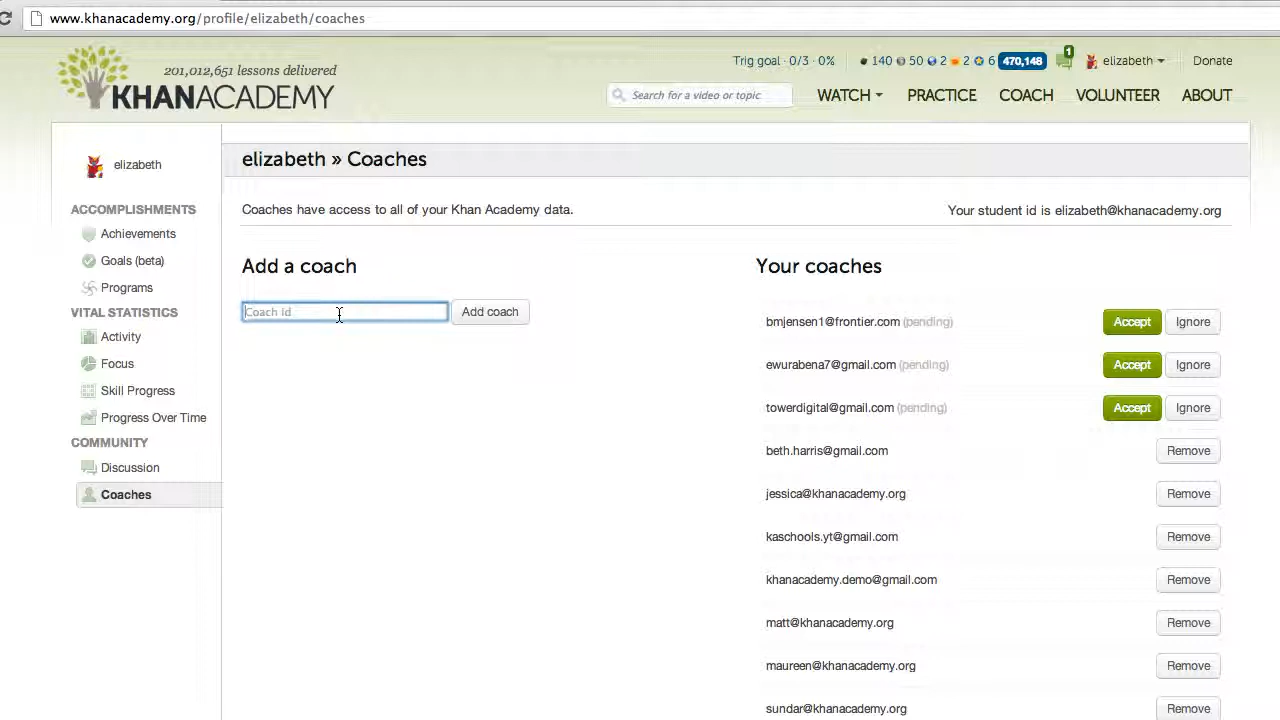 www.khanacademy.org/profile/elizabeth/coaches
201,012,651 lessons delivered
KHANACADEMY
Trig goal · 0/3 · 0% 140 50 2 2 6 470,148 1 elizabeth Donate
Search for a video or topic WATCH PRACTICE COACH VOLUNTEER ABOUT
elizabeth
ACCOMPLISHMENTS
Achievements
Goals (beta)
Programs
VITAL STATISTICS
Activity
Focus
Skill Progress
Progress Over Time
COMMUNITY
Discussion
Coaches
elizabeth » Coaches
Coaches have access to all of your Khan Academy data. Your student id is elizabeth@khanacademy.org
Add a coach
Coach id Add coach
Your coaches
bmjensen1@frontier.com (pending) Accept Ignore
ewurabena7@gmail.com (pending) Accept Ignore
towerdigital@gmail.com (pending) Accept Ignore
beth.harris@gmail.com Remove
jessica@khanacademy.org Remove
kaschools.yt@gmail.com Remove
khanacademy.demo@gmail.com Remove
matt@khanacademy.org Remove
maureen@khanacademy.org Remove
sundar@khanacademy.org Remove